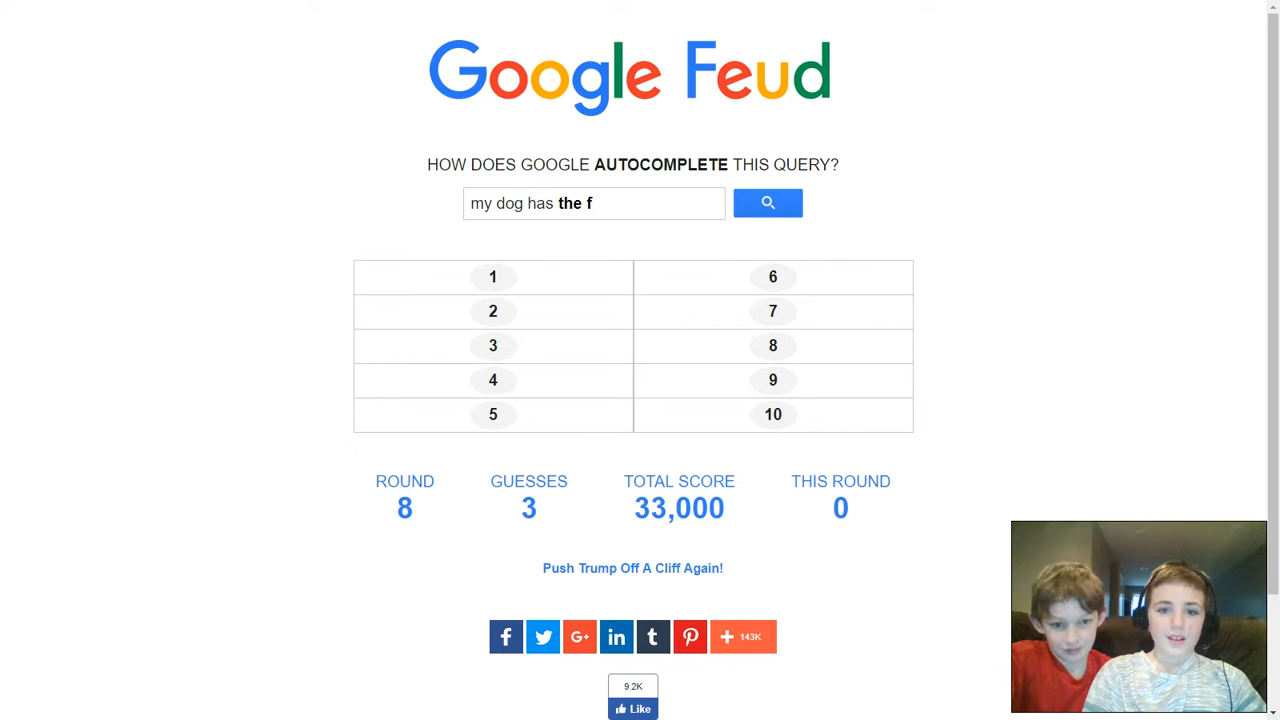 Google Feud
HOW DOES GOOGLE AUTOCOMPLETE THIS QUERY?
my dog has the f
1 6
2 7
3 8
4 9
5 10
ROUND GUESSES TOTAL SCORE THIS ROUND
8 3 33,000 0
Push Trump Off A Cliff Again!
f G+ in t 143K
9.2K
Like